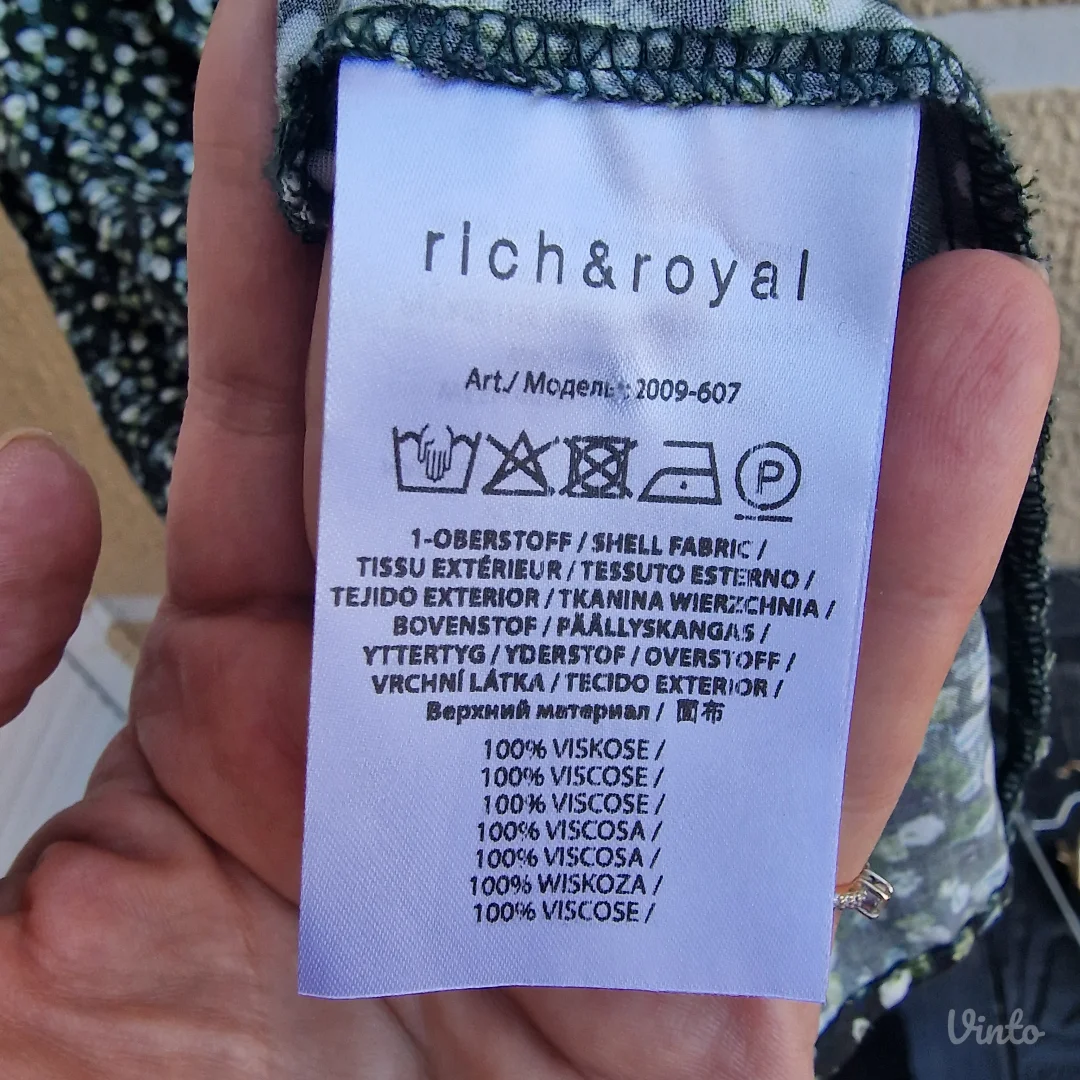 rich&royal
Art./ Модель: 2009-607
P
1-OBERSTOFF / SHELL FABRIC /
TISSU EXTÉRIEUR / TESSUTO ESTERNO /
TEJIDO EXTERIOR / TKANINA WIERZCHNIA /
BOVENSTOF / PÄÄLLYSKANGAS /
YTTERTYG / YDERSTOF / OVERSTOFF /
VRCHNÍ LÁTKA / TECIDO EXTERIOR /
Верхний материал / 面布
100% VISKOSE /
100% VISCOSE /
100% VISCOSE /
100% VISCOSA /
100% VISCOSA /
100% WISKOZA /
100% VISCOSE /
Vinto